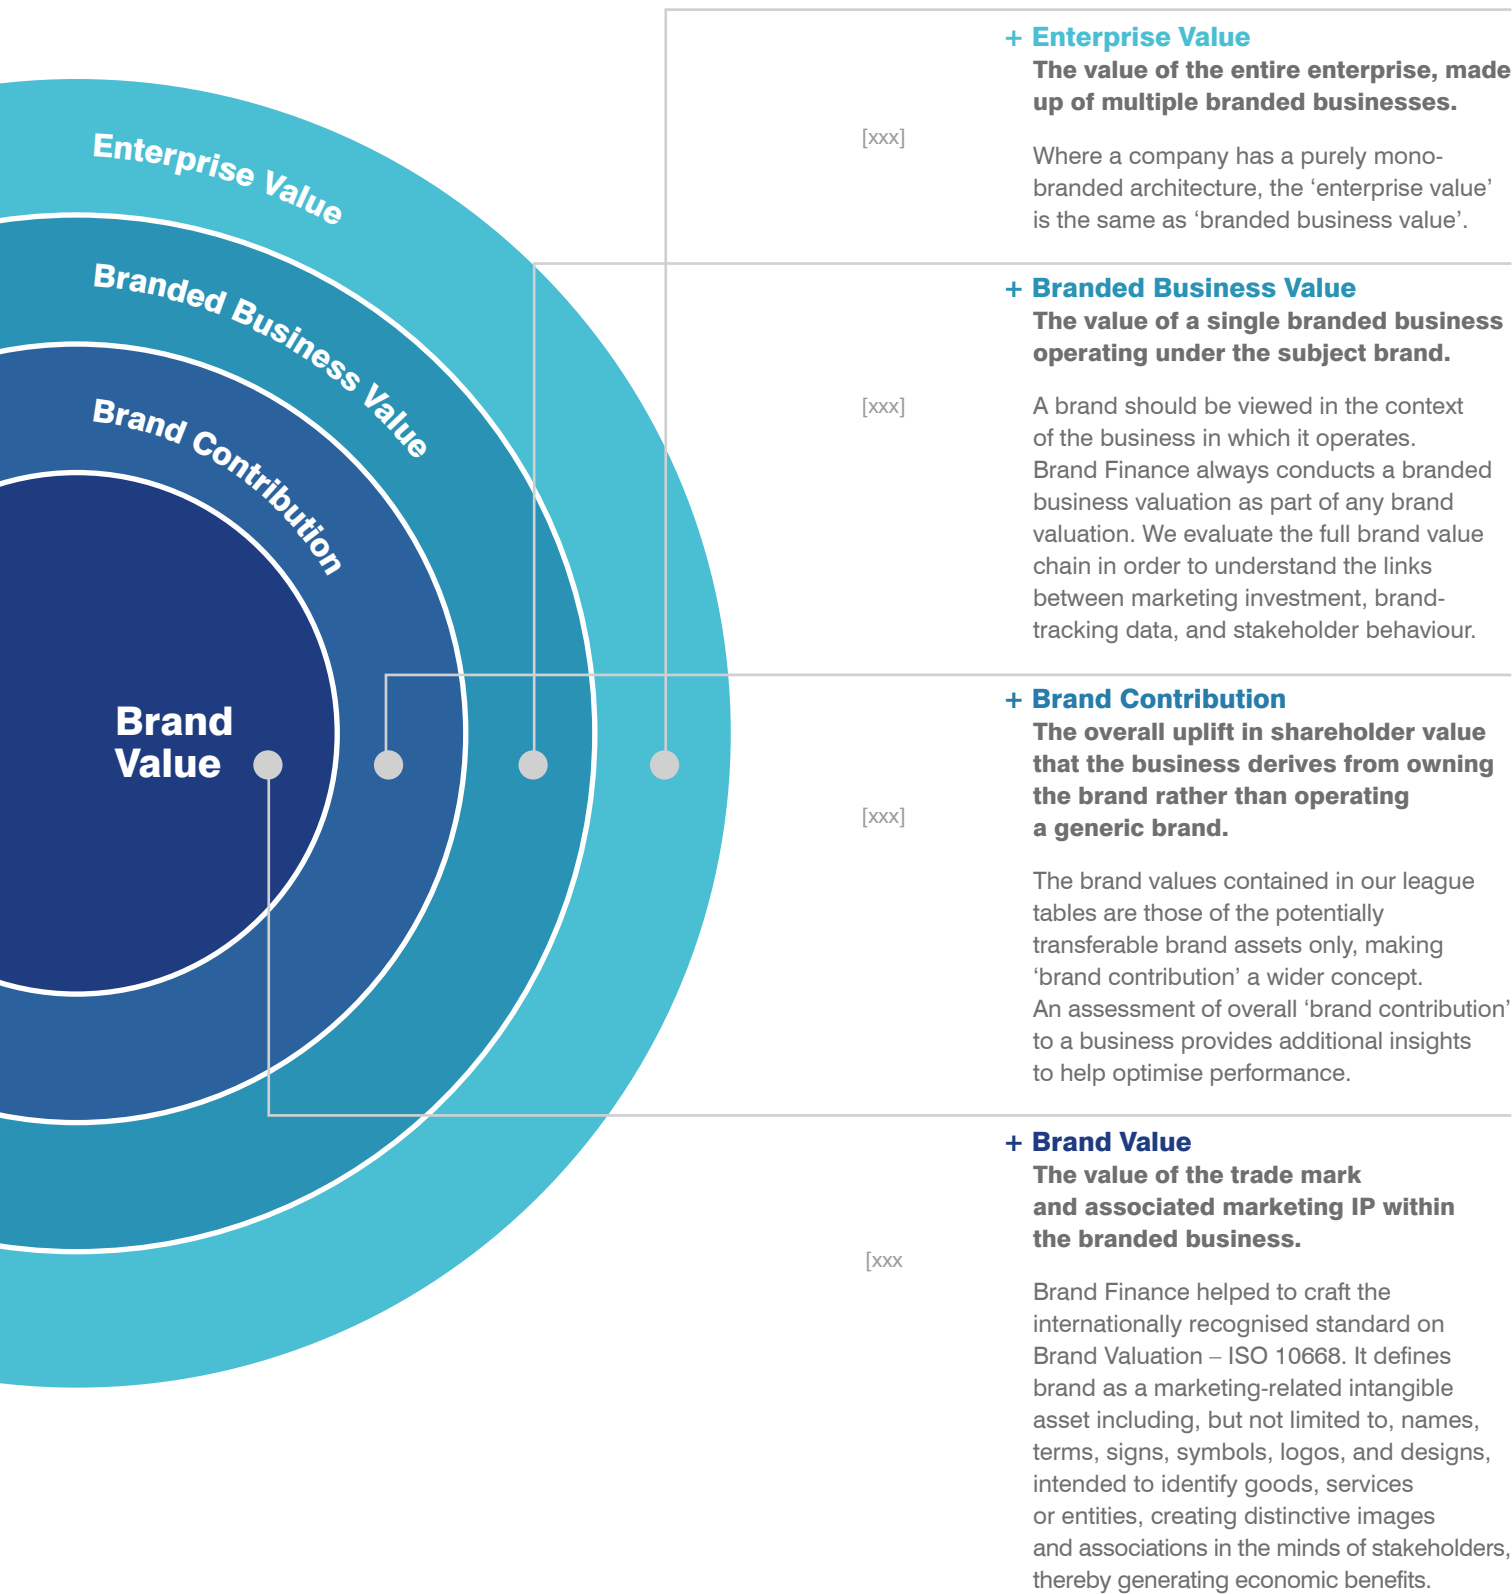 Enterprise Value
Branded Business Value
Brand Contribution
Brand
Value
+ Enterprise Value
The value of the entire enterprise, made
up of multiple branded businesses.
[xxx]
Where a company has a purely mono-
branded architecture, the ‘enterprise value’
is the same as ‘branded business value’.
+ Branded Business Value
The value of a single branded business
operating under the subject brand.
[xxx]
A brand should be viewed in the context
of the business in which it operates.
Brand Finance always conducts a branded
business valuation as part of any brand
valuation. We evaluate the full brand value
chain in order to understand the links
between marketing investment, brand-
tracking data, and stakeholder behaviour.
+ Brand Contribution
The overall uplift in shareholder value
that the business derives from owning
the brand rather than operating
a generic brand.
[xxx]
The brand values contained in our league
tables are those of the potentially
transferable brand assets only, making
‘brand contribution’ a wider concept.
An assessment of overall ‘brand contribution’
to a business provides additional insights
to help optimise performance.
+ Brand Value
The value of the trade mark
and associated marketing IP within
the branded business.
[xxx
Brand Finance helped to craft the
internationally recognised standard on
Brand Valuation – ISO 10668. It defines
brand as a marketing-related intangible
asset including, but not limited to, names,
terms, signs, symbols, logos, and designs,
intended to identify goods, services
or entities, creating distinctive images
and associations in the minds of stakeholders,
thereby generating economic benefits.